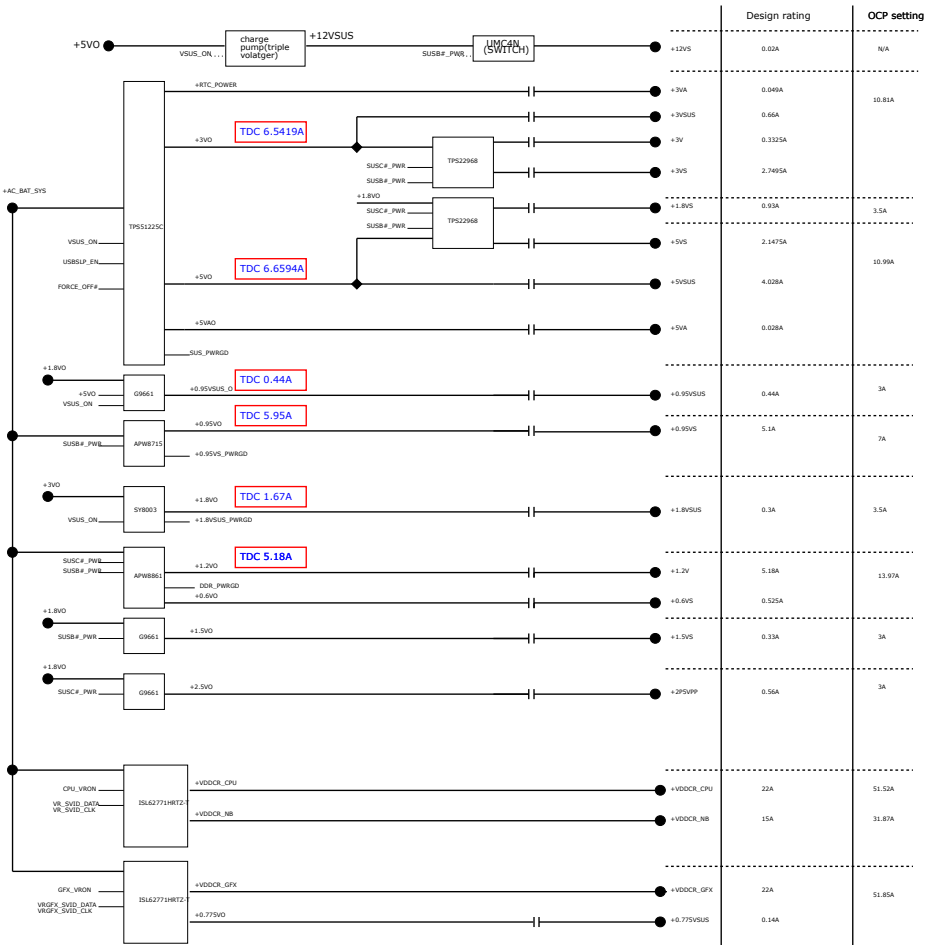 Design rating
OCP setting
+5VO
VSUS_ON
charge
pump(triple
volatger)
+12VSUS
SUSB#_PWR
UMC4N
(SWITCH)
+12VS
0.02A
N/A
+RTC_POWER
+3VA
0.049A
10.81A
+3VSUS
0.66A
+3VO
TDC 6.5419A
+3V
0.3325A
SUSC#_PWR
SUSB#_PWR
TPS22968
+3VS
2.7495A
+AC_BAT_SYS
+1.8VO
SUSC#_PWR
SUSB#_PWR
TPS22968
+1.8VS
0.93A
3.5A
TPS51225C
VSUS_ON
USBSLP_EN
FORCE_OFF#
+5VS
2.1475A
10.99A
+5VO
TDC 6.6594A
+5VSUS
4.028A
+5VAO
+5VA
0.028A
SUS_PWRGD
+1.8VO
+5VO
VSUS_ON
G9661
+0.95VSUS_O
TDC 0.44A
+0.95VSUS
0.44A
3A
SUSB#_PWR
APW8715
+0.95VO
TDC 5.95A
+0.95VS
5.1A
7A
+0.95VS_PWRGD
+3VO
VSUS_ON
SY8003
+1.8VO
TDC 1.67A
+1.8VSUS
0.3A
3.5A
+1.8VSUS_PWRGD
SUSC#_PWR
SUSB#_PWR
APW8861
+1.2VO
TDC 5.18A
+1.2V
5.18A
13.97A
DDR_PWRGD
+0.6VO
+0.6VS
0.525A
+1.8VO
SUSB#_PWR
G9661
+1.5VO
+1.5VS
0.33A
3A
+1.8VO
SUSC#_PWR
G9661
+2.5VO
+2P5VPP
0.56A
3A
CPU_VRON
VR_SVID_DATA
VR_SVID_CLK
ISL62771HRTZ-T
+VDDCR_CPU
+VDDCR_CPU
22A
51.52A
+VDDCR_NB
+VDDCR_NB
15A
31.87A
GFX_VRON
VRGFX_SVID_DATA
VRGFX_SVID_CLK
ISL62771HRTZ-T
+VDDCR_GFX
+VDDCR_GFX
22A
51.85A
+0.775VO
+0.775VSUS
0.14A